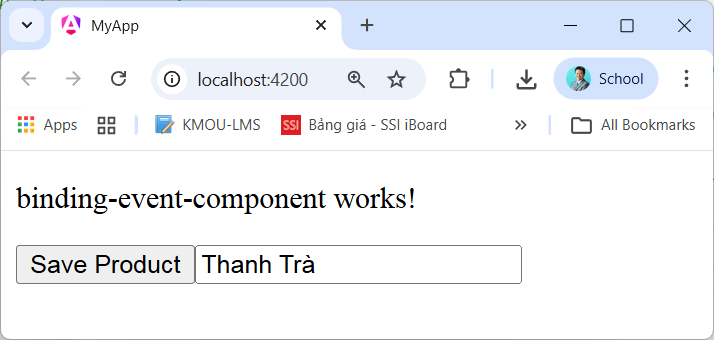 MyApp
localhost:4200
School
Apps
KMOU-LMS
SSI
Bảng giá - SSI iBoard
All Bookmarks
binding-event-component works!
Save Product
Thanh Trà